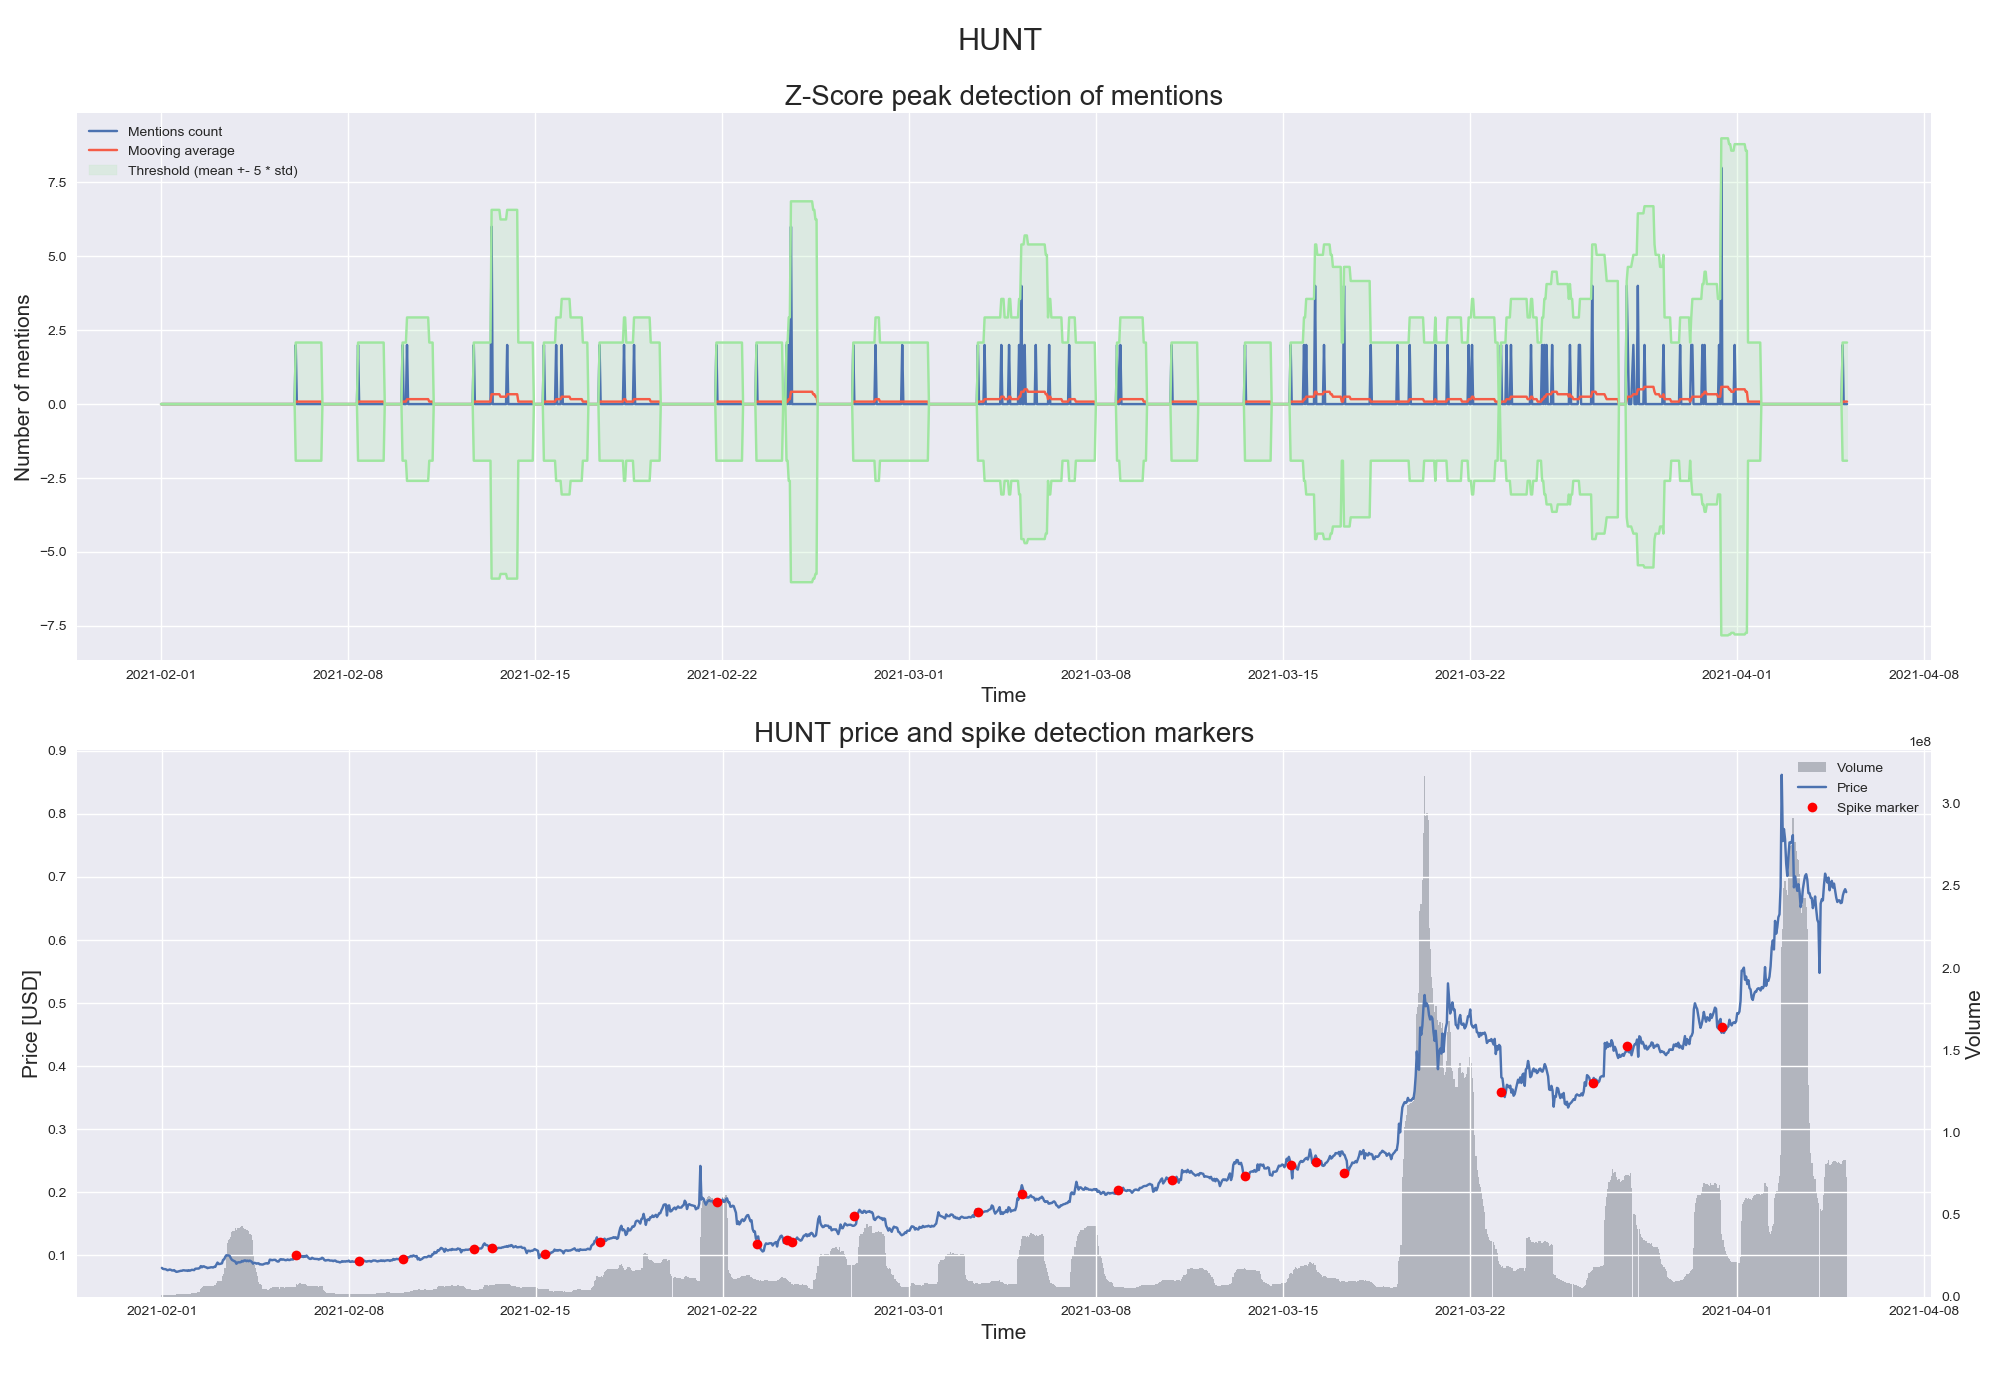 HUNT
Z-Score peak detection of mentions
Mentions count
Mooving average
Threshold (mean +- 5 * std)
Number of mentions
7.5
5.0
2.5
0.0
−2.5
−5.0
−7.5
2021-02-01 2021-02-08 2021-02-15 2021-02-22 2021-03-01 2021-03-08 2021-03-15 2021-03-22 2021-04-01 2021-04-08
Time
HUNT price and spike detection markers
1e8
Volume
Price
Spike marker
Price [USD]
0.9
0.8
0.7
0.6
0.5
0.4
0.3
0.2
0.1
3.0
2.5
2.0
1.5
1.0
0.5
0.0
Volume
2021-02-01 2021-02-08 2021-02-15 2021-02-22 2021-03-01 2021-03-08 2021-03-15 2021-03-22 2021-04-01 2021-04-08
Time